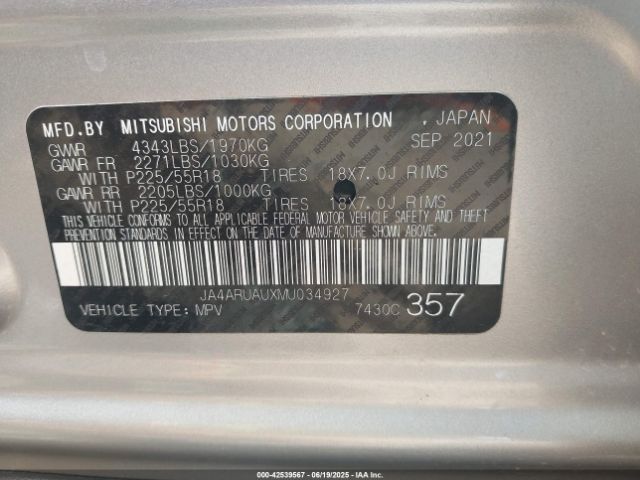 MFD.BY MITSUBISHI MOTORS CORPORATION , JAPAN
GVWR 4343LBS/1970KG SEP 2021
GAWR FR 2271LBS/1030KG
WITH P225/55R18 TIRES 18X7.0J RIMS
GAWR RR 2205LBS/1000KG
WITH P225/55R18 TIRES 18X7.0J RIMS
THIS VEHICLE CONFORMS TO ALL APPLICABLE FEDERAL MOTOR VEHICLE SAFETY AND THEFT
PREVENTION STANDARDS IN EFFECT ON THE DATE OF MANUFACTURE SHOWN ABOVE.
JA4ARUAUXMU034927
VEHICLE TYPE: MPV 7430C 357
000-42539567 - 06/19/2025 - IAAI.COM